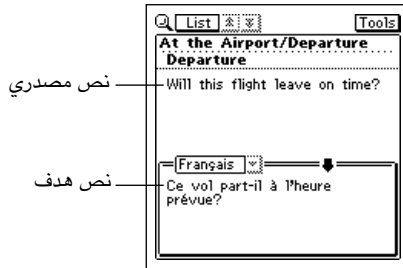 List Tools
At the Airport/Departure
Departure
نص مصدري
Will this flight leave on time?
Français
نص هدف
Ce vol part-il à l'heure
prévue?